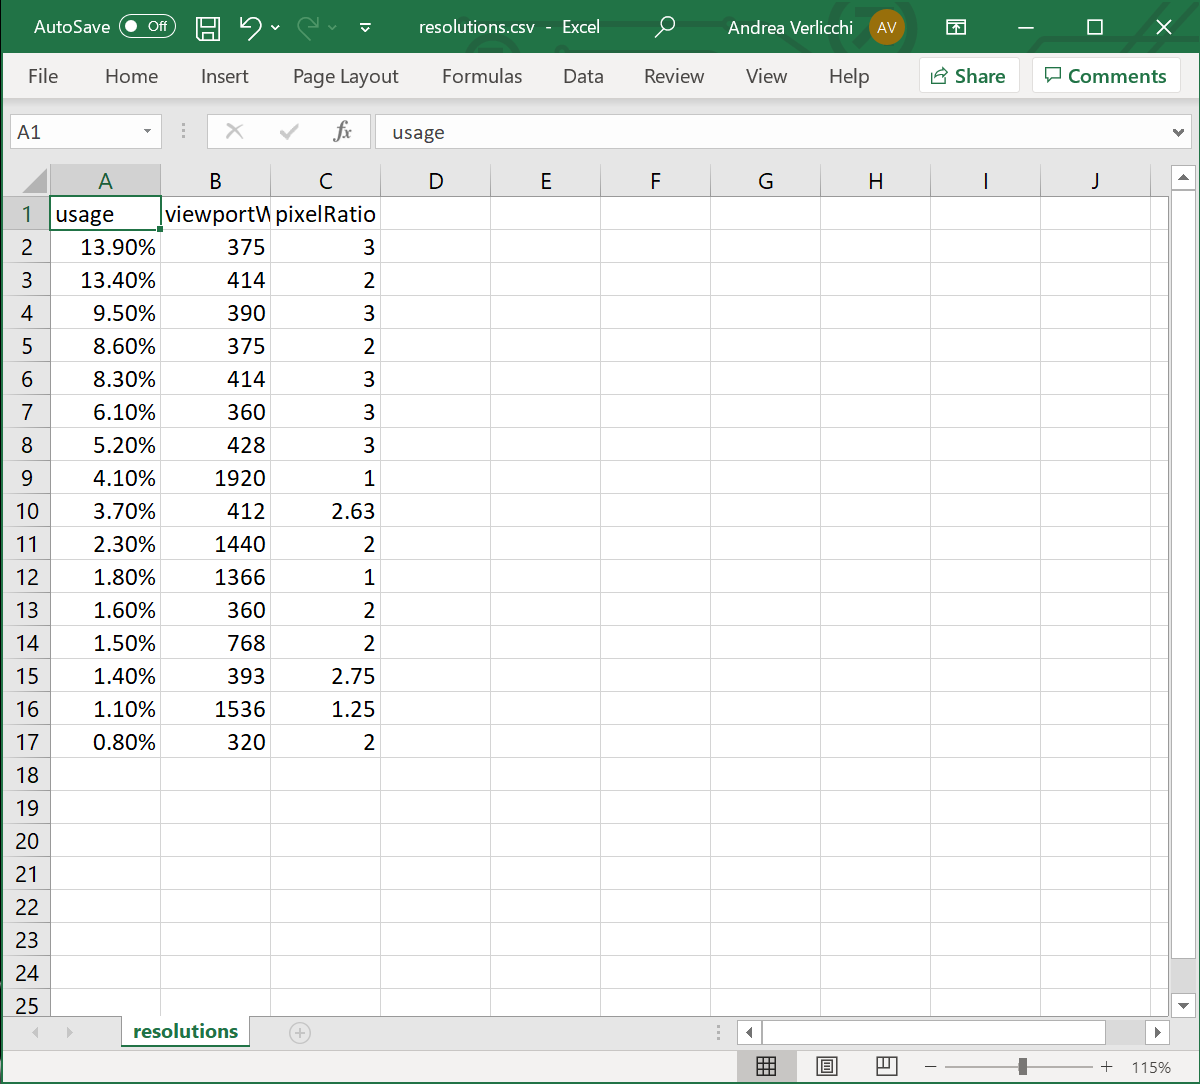 AutoSave Off resolutions.csv - Excel Andrea Verlicchi AV
File Home Insert Page Layout Formulas Data Review View Help Share Comments
A1 fx usage
A B C D E F G H I J
1 usage viewportW pixelRatio
2 13.90% 375 3
3 13.40% 414 2
4 9.50% 390 3
5 8.60% 375 2
6 8.30% 414 3
7 6.10% 360 3
8 5.20% 428 3
9 4.10% 1920 1
10 3.70% 412 2.63
11 2.30% 1440 2
12 1.80% 1366 1
13 1.60% 360 2
14 1.50% 768 2
15 1.40% 393 2.75
16 1.10% 1536 1.25
17 0.80% 320 2
18
19
20
21
22
23
24
25
resolutions
115%